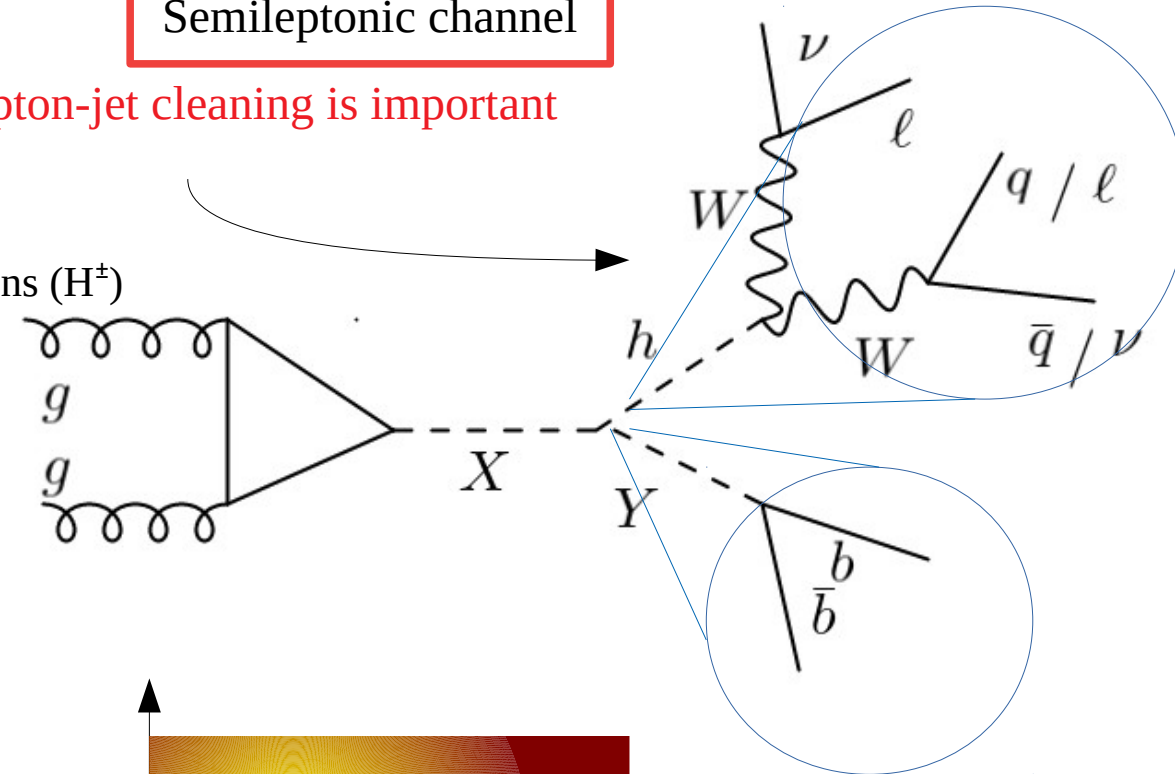 Semileptonic channel
pton-jet cleaning is important
ns (H±)
ν
ℓ
W
q / ℓ
q̄ / ν
W
h
g
g
X
Y
b
b̄